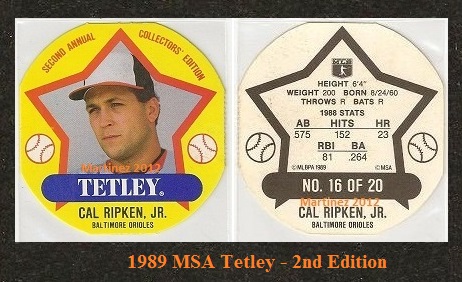 SECOND ANNUAL COLLECTORS' EDITION
Martinez 2012
TETLEY®
CAL RIPKEN, JR.
BALTIMORE ORIOLES
HEIGHT 6'4"
WEIGHT 200 BORN 8/24/60
THROWS R BATS R
1988 STATS
AB HITS HR
575 152 23
RBI BA
81 .264
©MLBPA 1989 ©MSA
NO. 16 OF 20
Martinez 2012
CAL RIPKEN, JR.
BALTIMORE ORIOLES
1989 MSA Tetley - 2nd Edition